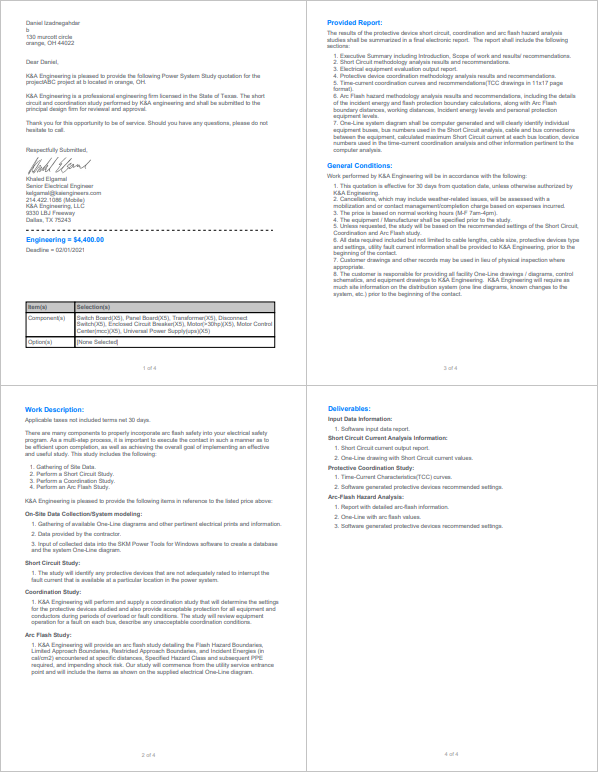 Daniel Izadnegahdar
b
130 murcott circle
orange, OH 44022
Dear Daniel,
K&A Engineering is pleased to provide the following Power System Study quotation for the
projectABC project at b located in orange, OH.
K&A Engineering is a professional engineering firm licensed in the State of Texas. The short
circuit and coordination study performed by K&A engineering and shall be submitted to the
principal firm for review and approval.
Thank you for this opportunity to be of service. Should you have any questions, please do not
hesitate to call.
Respectfully Submitted,
Khaled Elgamal
Senior Electrical Engineer
kelgamal@kaiengineers.com
214.422.1086 (Mobile)
K&A Engineering, LLC
9330 LBJ Freeway
Dallas, TX 75243
Engineering = $4,400.00
Deadline = 02/01/2021
Item(s) Selection(s)
Component(s) Switch Board(X5), Panel Board(X5), Transformer(X5), Disconnect
Switch(X5), Enclosed Circuit Breaker(X5), Motor(>30hp)(X5), Motor Control
Center(mcc)(X5), Universal Power Supply(ups)(X5)
Option(s) [None Selected]
1 of 4
Provided Report:
The results of the protective device short circuit, coordination and arc flash hazard analysis
studies shall be summarized in a final electronic report. The report shall include the following
sections:
1. Executive Summary including Introduction, Scope of work and results/ recommendations.
2. Short Circuit methodology analysis results and recommendations.
3. Electrical equipment evaluation output report.
4. Protective device coordination methodology analysis results and recommendations.
5. Time-current coordination curves and recommendations(TCC drawings in 11x17 page
format).
6. Arc Flash hazard methodology analysis results and recommendations, including the details
of the incident energy and flash protection boundary calculations, along with Arc Flash
boundary distances, working distances, Incident energy levels and personal protection
equipment levels.
7. One-Line system diagram shall be computer generated and will clearly identify individual
equipment buses, bus numbers used in the Short Circuit analysis, cable and bus connections
between the equipment, calculated maximum Short Circuit current at each bus location, device
numbers used in the time-current coordination analysis and other information pertinent to the
computer analysis.
General Conditions:
Work performed by K&A Engineering will be in accordance with the following:
1. This quotation is effective for 30 days from quotation date, unless otherwise authorized by
K&A Engineering.
2. Cancellations, which may include weather-related issues, will be assessed with a
mobilization and or contact management/completion charge based on expenses incurred.
3. The price is based on normal working hours (M-F 7am-4pm).
4. The equipment / Manufacturer shall be specified prior to the study.
5. Unless requested, the study will be based on the recommended settings of the Short Circuit,
Coordination and Arc Flash study.
6. All data required included but not limited to cable lengths, cable size, protective devices type
and settings, utility fault current information shall be provided to K&A Engineering, prior to the
beginning of the contact.
7. Customer drawings and other records may be used in lieu of physical inspection where
appropriate.
8. The customer is responsible for providing all facility One-Line drawings / diagrams, control
schematics, and equipment drawings to K&A Engineering. K&A Engineering will require as
much site information on the distribution system (one line diagrams, known changes to the
system, etc.) prior to the beginning of the contact.
3 of 4
Work Description:
Applicable taxes not included terms net 30 days.
There are many components to properly incorporate arc flash safety into your electrical safety
program. As a multi-step process, it is important to execute the contact in such a manner as to
be efficient upon completion, as well as achieving the overall goal of implementing an effective
and useful study. This study includes the following:
1. Gathering of Site Data.
2. Perform a Short Circuit Study.
3. Perform a Coordination Study.
4. Perform an Arc Flash Study.
K&A Engineering is pleased to provide the following items in reference to the listed price above:
On-Site Data Collection/System modeling:
1. Gathering of available One-Line diagrams and other pertinent electrical prints and information.
2. Data provided by the contractor.
3. Input of collected data into the SKM Power Tools for Windows software to create a database
and the system One-Line diagram.
Short Circuit Study:
1. The study will identify any protective devices that are not adequately rated to interrupt the
fault current that is available at a particular location in the power system.
Coordination Study:
1. K&A Engineering will perform and supply a coordination study that will determine the settings
for the protective devices studied and also provide acceptable protection for all equipment and
conductors during periods of overload or fault conditions. The study will review equipment
operation for a fault on each bus, describe any unacceptable coordination conditions.
Arc Flash Study:
1. K&A Engineering will provide an arc flash study detailing the Flash Hazard Boundaries,
Limited Approach Boundaries, Restricted Approach Boundaries, and Incident Energies (in
cal/cm2) encountered at specific distances, Specified Hazard Class and subsequent PPE
required, and impending shock risk. Our study will commence from the utility service entrance
point and will include the items as shown on the supplied electrical One-Line diagram.
2 of 4
Deliverables:
Input Data Information:
1. Software input data report.
Short Circuit Current Analysis Information:
1. Short Circuit current output report.
2. One-Line drawing with Short Circuit current values.
Protective Coordination Study:
1. Time-Current Characteristics(TCC) curves.
2. Software generated protective devices recommended settings.
Arc-Flash Hazard Analysis:
1. Report with detailed arc-flash information.
2. One-Line with arc flash values.
3. Software generated protective devices recommended settings.
4 of 4